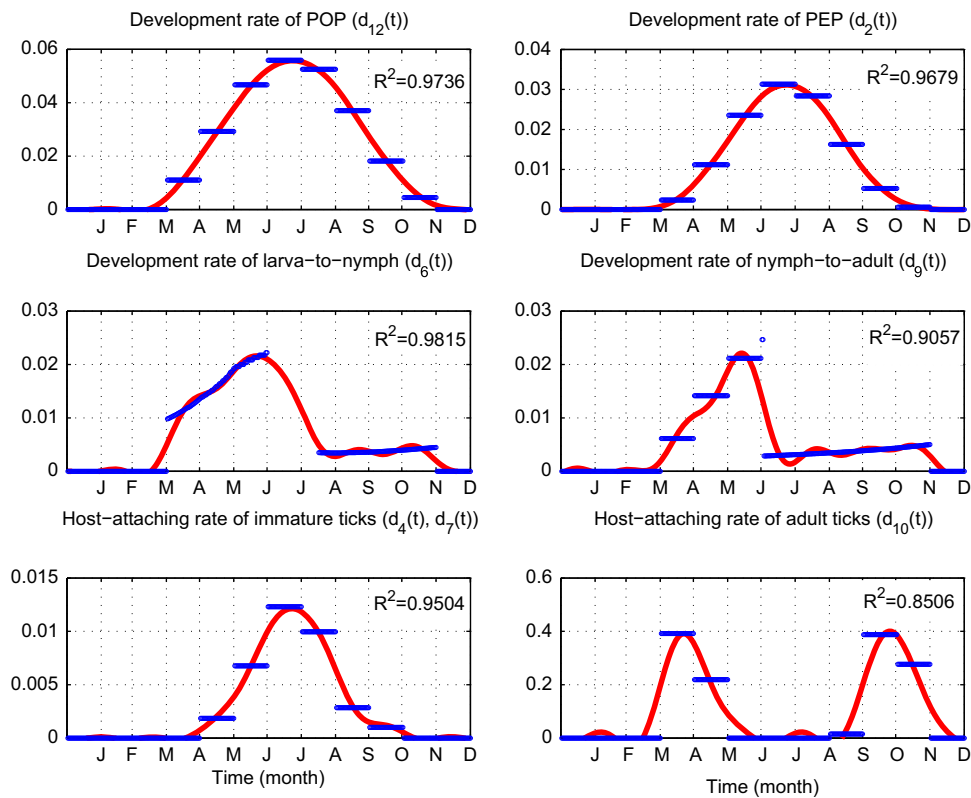 Development rate of POP (d12(t))
0.06
0.04
0.02
0
R2=0.9736
J F M A M J J A S O N D
Development rate of PEP (d2(t))
0.04
0.03
0.02
0.01
0
R2=0.9679
J F M A M J J A S O N D
Development rate of larva−to−nymph (d6(t))
0.03
0.02
0.01
0
R2=0.9815
J F M A M J J A S O N D
Development rate of nymph−to−adult (d9(t))
0.03
0.02
0.01
0
R2=0.9057
J F M A M J J A S O N D
Host−attaching rate of immature ticks (d4(t), d7(t))
0.015
0.01
0.005
0
R2=0.9504
J F M A M J J A S O N D
Time (month)
Host−attaching rate of adult ticks (d10(t))
0.6
0.4
0.2
0
R2=0.8506
J F M A M J J A S O N D
Time (month)